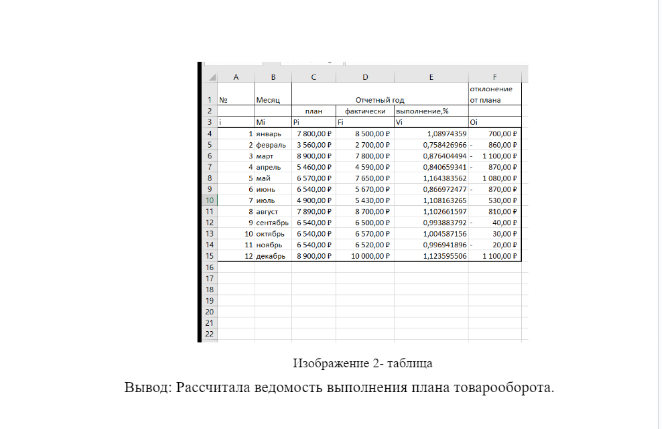 A B C D E F
отклонение
1 № Месяц Отчетный год от плана
2 план фактически выполнение,%
3 i Mi Pi Fi Vi Oi
4 1 январь 7 800,00 ₽ 8 500,00 ₽ 1,08974359 700,00 ₽
5 2 февраль 3 560,00 ₽ 2 700,00 ₽ 0,758426966 - 860,00 ₽
6 3 март 8 900,00 ₽ 7 800,00 ₽ 0,876404494 - 1 100,00 ₽
7 4 апрель 5 460,00 ₽ 4 590,00 ₽ 0,840659341 - 870,00 ₽
8 5 май 6 570,00 ₽ 7 650,00 ₽ 1,164383562 1 080,00 ₽
9 6 июнь 6 540,00 ₽ 5 670,00 ₽ 0,866972477 - 870,00 ₽
10 7 июль 4 900,00 ₽ 5 430,00 ₽ 1,108163265 530,00 ₽
11 8 август 7 890,00 ₽ 8 700,00 ₽ 1,102661597 810,00 ₽
12 9 сентябрь 6 540,00 ₽ 6 500,00 ₽ 0,993883792 - 40,00 ₽
13 10 октябрь 6 540,00 ₽ 6 570,00 ₽ 1,004587156 30,00 ₽
14 11 ноябрь 6 540,00 ₽ 6 520,00 ₽ 0,996941896 - 20,00 ₽
15 12 декабрь 8 900,00 ₽ 10 000,00 ₽ 1,123595506 1 100,00 ₽
16
17
18
19
20
21
22
Изображение 2- таблица
Вывод: Рассчитала ведомость выполнения плана товарооборота.